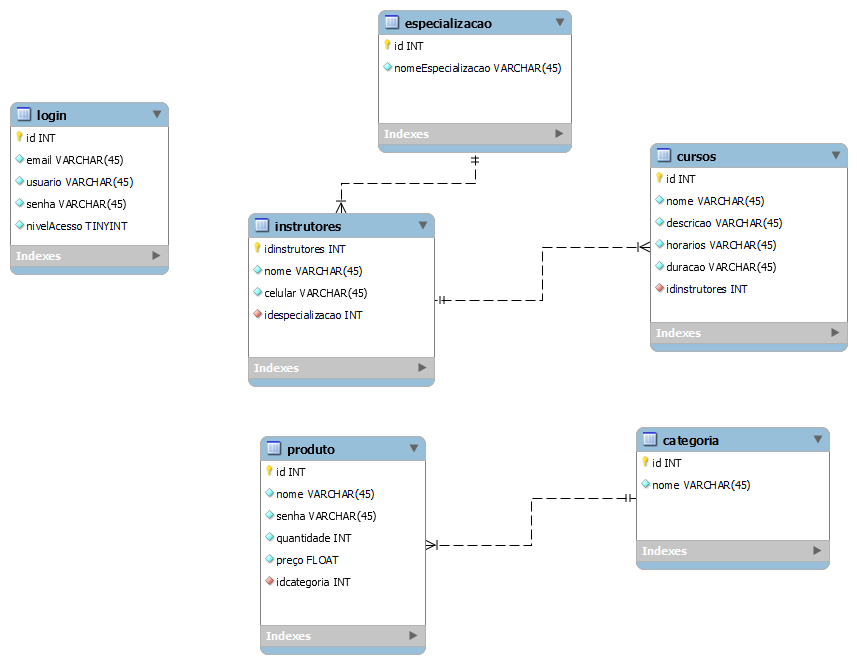 especializacao
id INT
nomeEspecializacao VARCHAR(45)
Indexes
login
id INT
email VARCHAR(45)
usuario VARCHAR(45)
senha VARCHAR(45)
nivelAcesso TINYINT
Indexes
cursos
id INT
nome VARCHAR(45)
descricao VARCHAR(45)
horarios VARCHAR(45)
duracao VARCHAR(45)
idinstrutores INT
Indexes
instrutores
idinstrutores INT
nome VARCHAR(45)
celular VARCHAR(45)
idespecializacao INT
Indexes
produto
id INT
nome VARCHAR(45)
senha VARCHAR(45)
quantidade INT
preço FLOAT
idcategoria INT
Indexes
categoria
id INT
nome VARCHAR(45)
Indexes